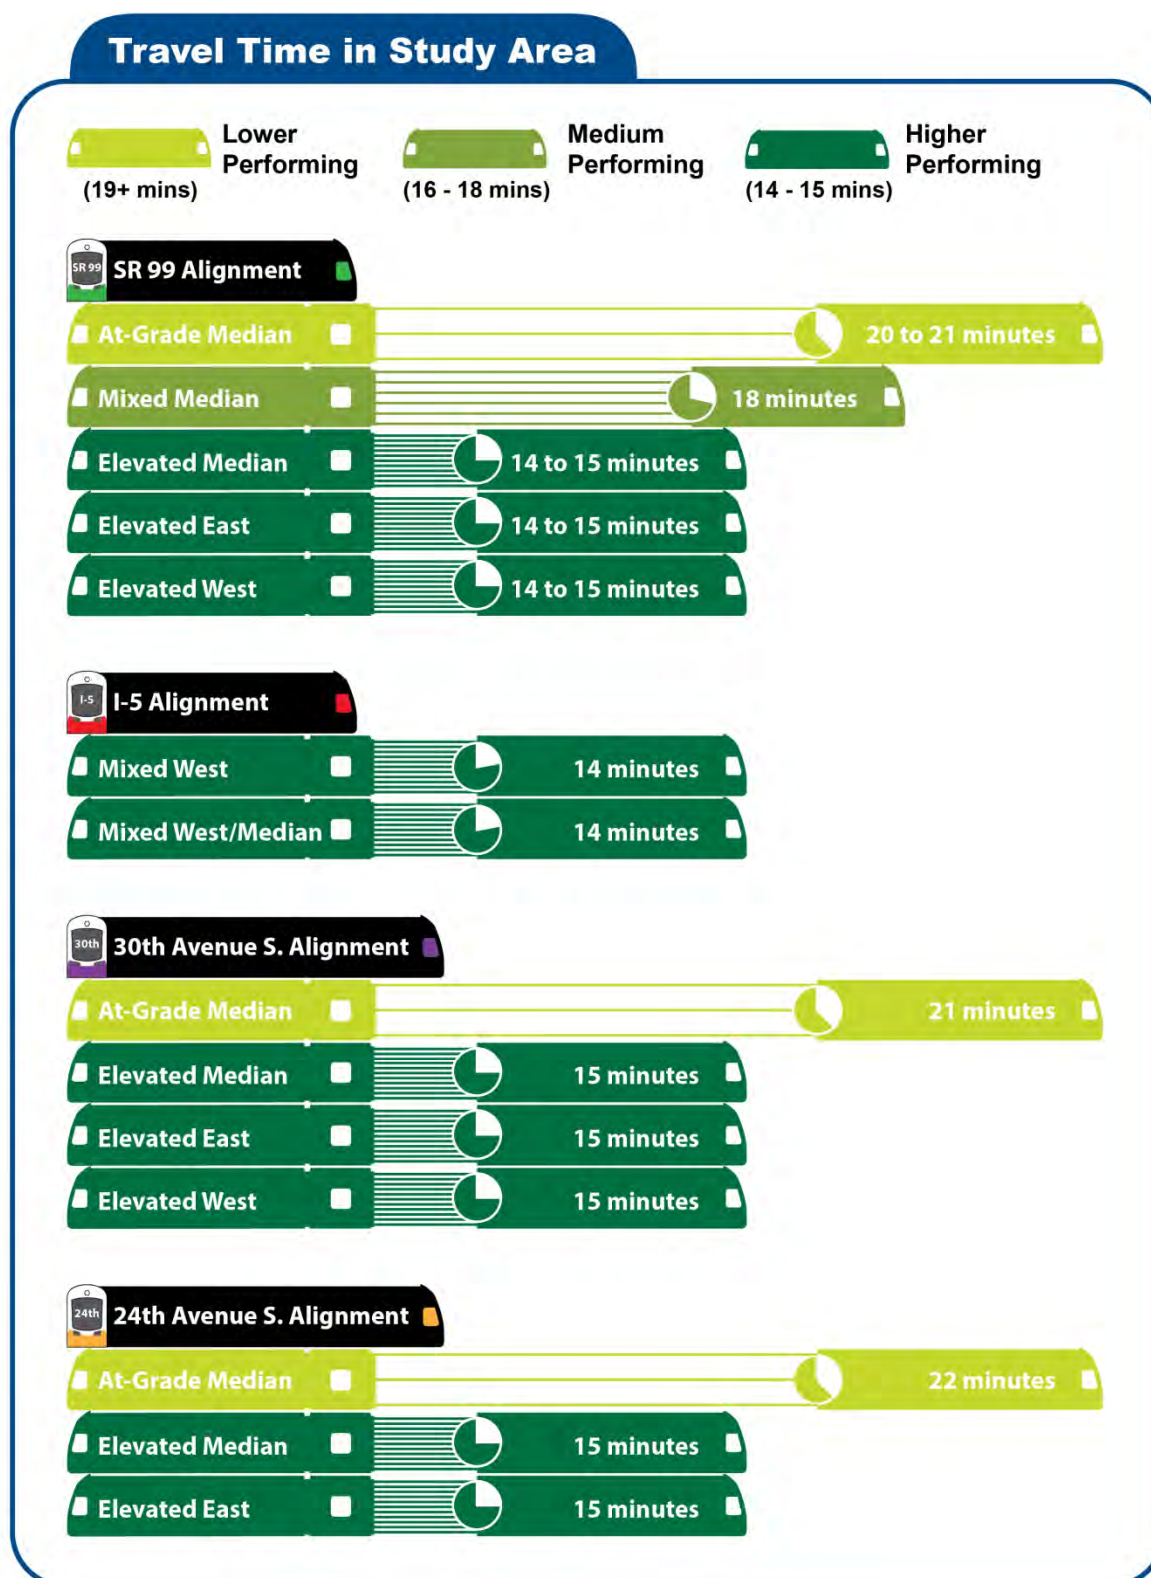 Travel Time in Study Area
Lower
Performing
(19+ mins)
Medium
Performing
(16 - 18 mins)
Higher
Performing
(14 - 15 mins)
SR 99
SR 99 Alignment
At-Grade Median
20 to 21 minutes
Mixed Median
18 minutes
Elevated Median
14 to 15 minutes
Elevated East
14 to 15 minutes
Elevated West
14 to 15 minutes
I-5
I-5 Alignment
Mixed West
14 minutes
Mixed West/Median
14 minutes
30th
30th Avenue S. Alignment
At-Grade Median
21 minutes
Elevated Median
15 minutes
Elevated East
15 minutes
Elevated West
15 minutes
24th
24th Avenue S. Alignment
At-Grade Median
22 minutes
Elevated Median
15 minutes
Elevated East
15 minutes